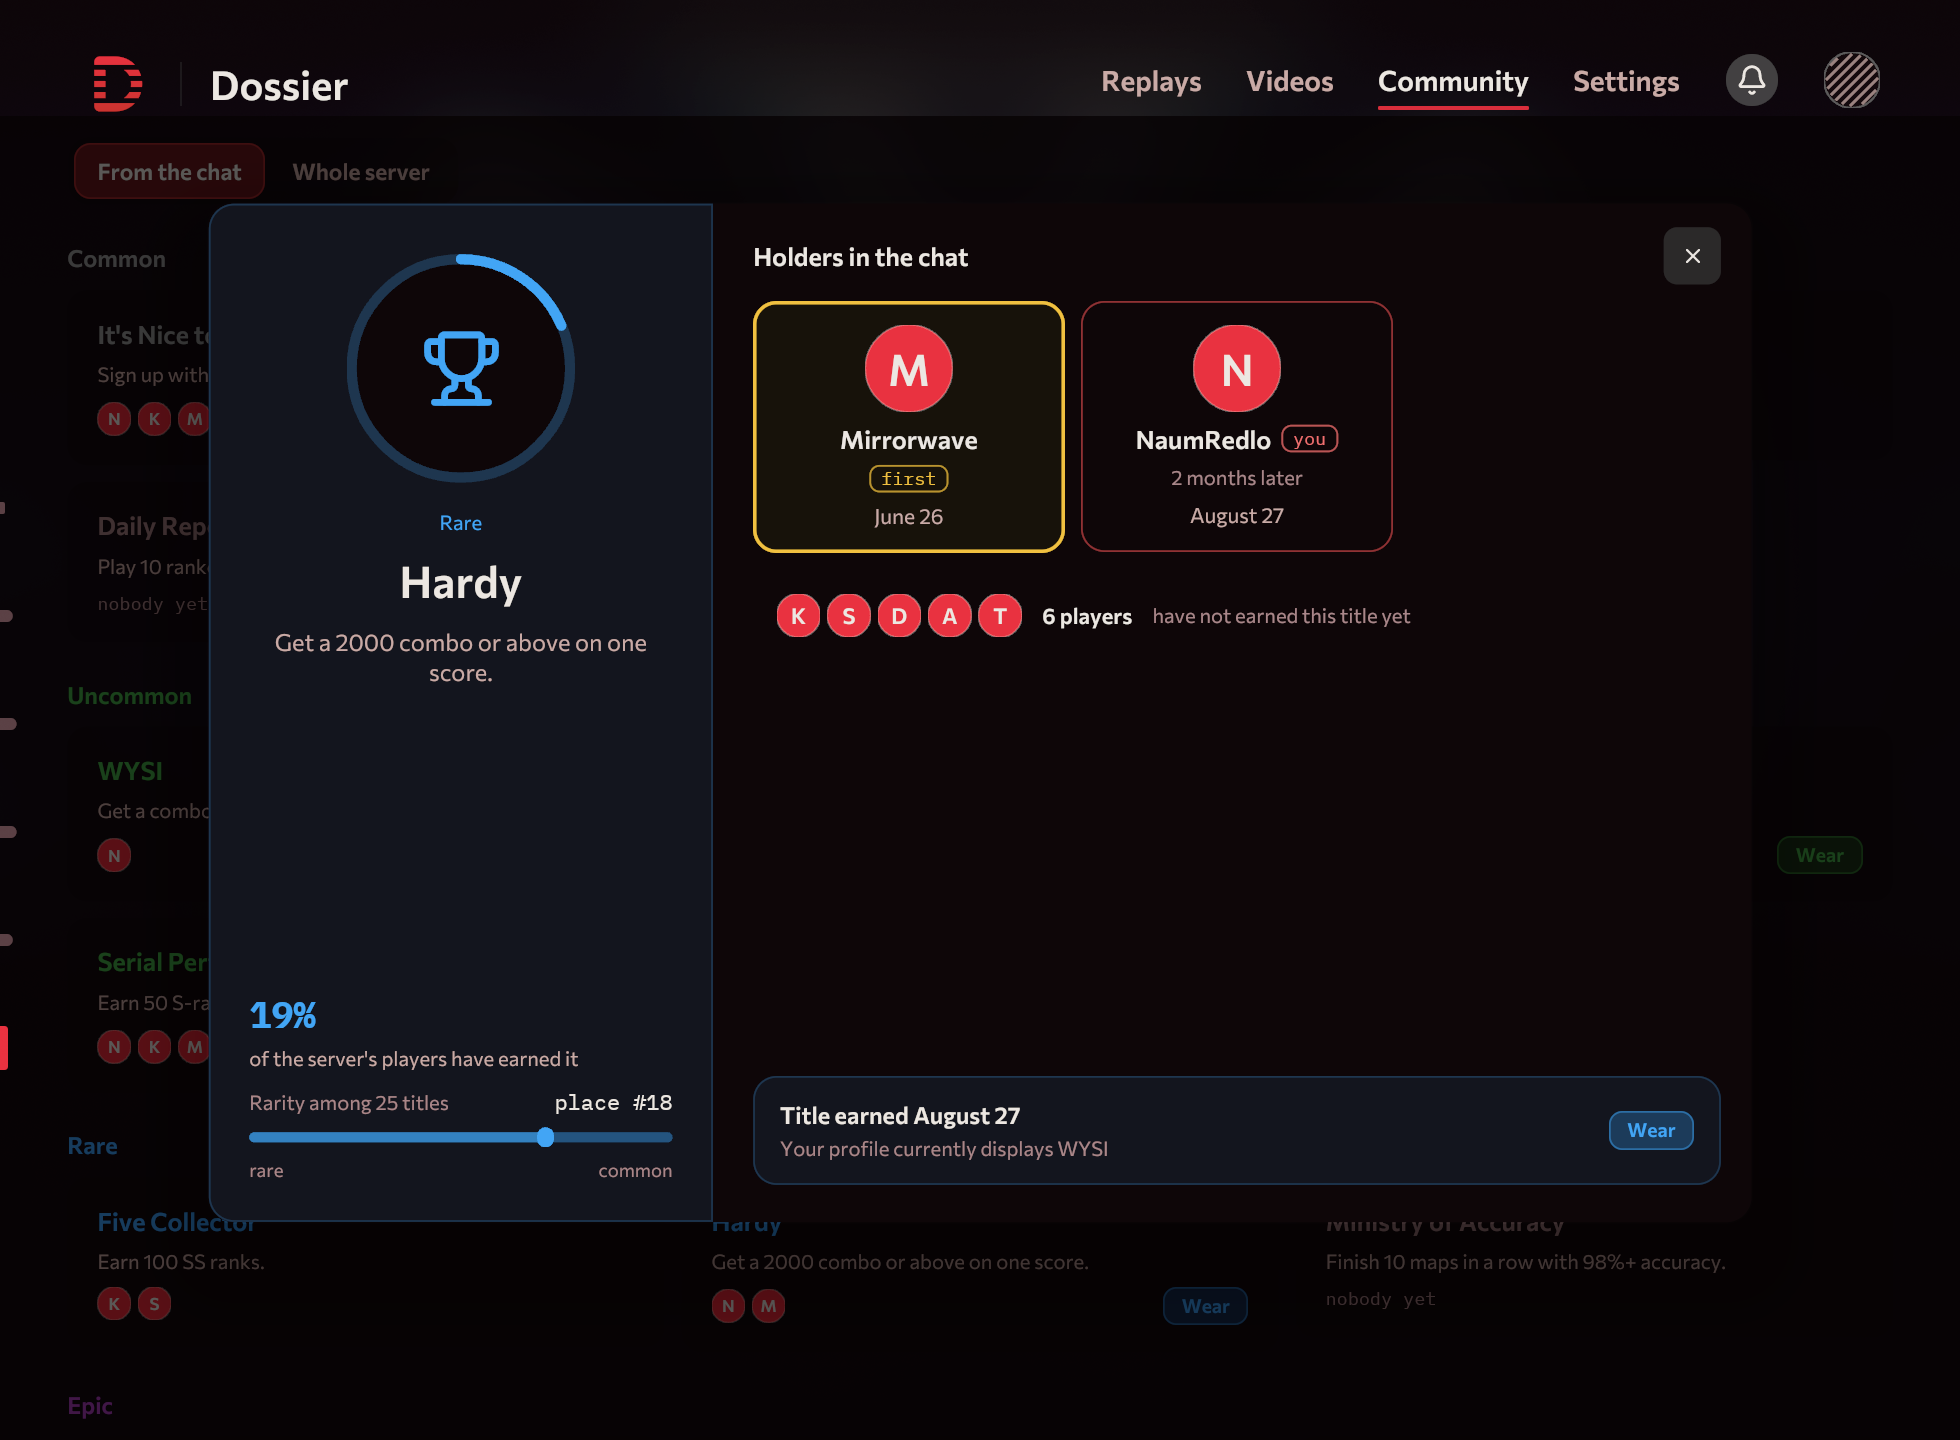 Dossier
Replays
Videos
Community
Settings
From the chat
Whole server
Common
It's Nice to
Sign up with
N K M
Daily Rep
Play 10 ranke
nobody yet
Uncommon
WYSI
Get a combo
N
Wear
Serial Per
Earn 50 S-ra
N K M
Rare
Five Collector
Earn 100 SS ranks.
K S
Hardy
Get a 2000 combo or above on one score.
N M
Wear
Ministry of Accuracy
Finish 10 maps in a row with 98%+ accuracy.
nobody yet
Epic
Rare
Hardy
Get a 2000 combo or above on one
score.
19%
of the server's players have earned it
Rarity among 25 titles
place #18
rare
common
Holders in the chat
M
Mirrorwave
first
June 26
N
NaumRedlo you
2 months later
August 27
K S D A T 6 players have not earned this title yet
Title earned August 27
Your profile currently displays WYSI
Wear